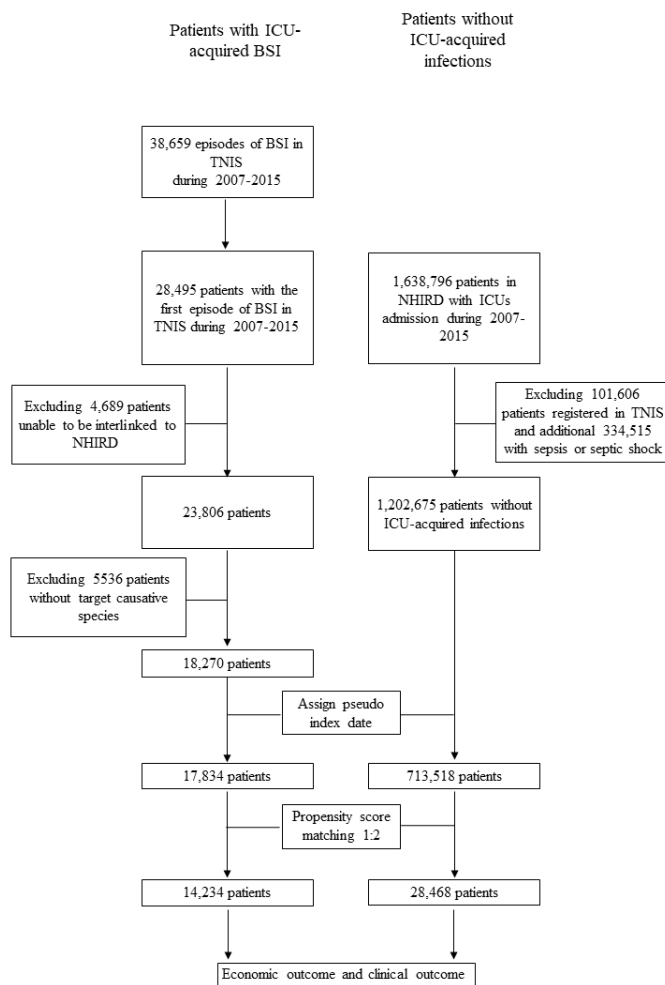 Patients with ICU-
acquired BSI
Patients without
ICU-acquired
infections
38,659 episodes of BSI in
TNIS
during 2007-2015
28,495 patients with the
first episode of BSI in
TNIS during 2007-2015
1,638,796 patients in
NHIRD with ICUs
admission during 2007-
2015
Excluding 4,689 patients
unable to be interlinked to
NHIRD
Excluding 101,606
patients registered in TNIS
and additional 334,515
with sepsis or septic shock
23,806 patients
1,202,675 patients without
ICU-acquired infections
Excluding 5536 patients
without target causative
species
18,270 patients
Assign pseudo
index date
17,834 patients
713,518 patients
Propensity score
matching 1:2
14,234 patients
28,468 patients
Economic outcome and clinical outcome